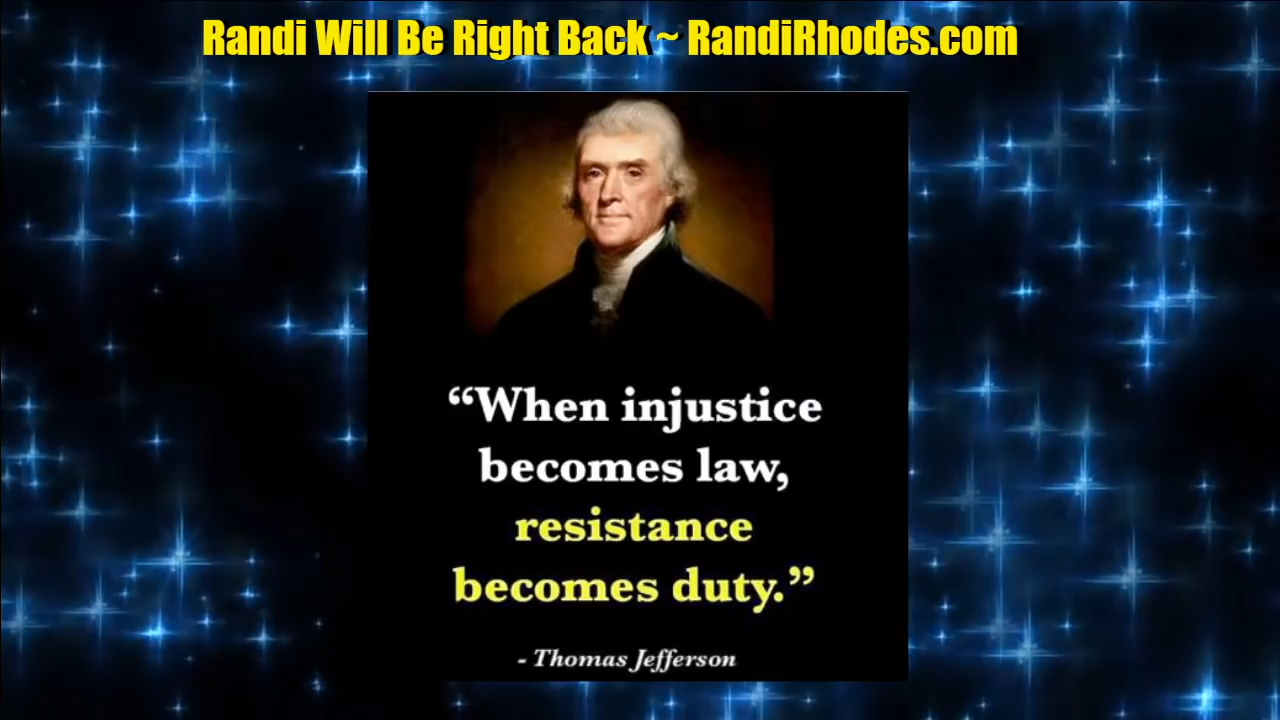 Randi Will Be Right Back ~ RandiRhodes.com
“When injustice
becomes law,
resistance
becomes duty.”
- Thomas Jefferson